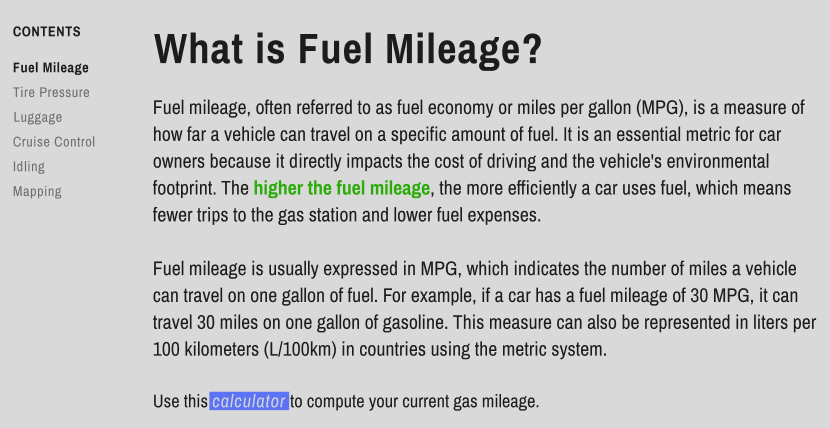 CONTENTS
Fuel Mileage
Tire Pressure
Luggage
Cruise Control
Idling
Mapping
What is Fuel Mileage?
Fuel mileage, often referred to as fuel economy or miles per gallon (MPG), is a measure of
how far a vehicle can travel on a specific amount of fuel. It is an essential metric for car
owners because it directly impacts the cost of driving and the vehicle's environmental
footprint. The higher the fuel mileage, the more efficiently a car uses fuel, which means
fewer trips to the gas station and lower fuel expenses.
Fuel mileage is usually expressed in MPG, which indicates the number of miles a vehicle
can travel on one gallon of fuel. For example, if a car has a fuel mileage of 30 MPG, it can
travel 30 miles on one gallon of gasoline. This measure can also be represented in liters per
100 kilometers (L/100km) in countries using the metric system.
Use this calculator to compute your current gas mileage.